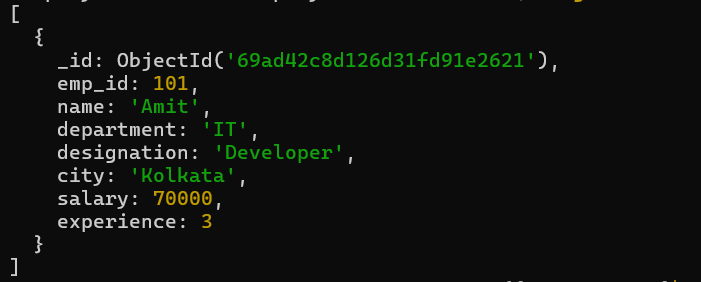 [
  {
    _id: ObjectId('69ad42c8d126d31fd91e2621'),
    emp_id: 101,
    name: 'Amit',
    department: 'IT',
    designation: 'Developer',
    city: 'Kolkata',
    salary: 70000,
    experience: 3
  }
]